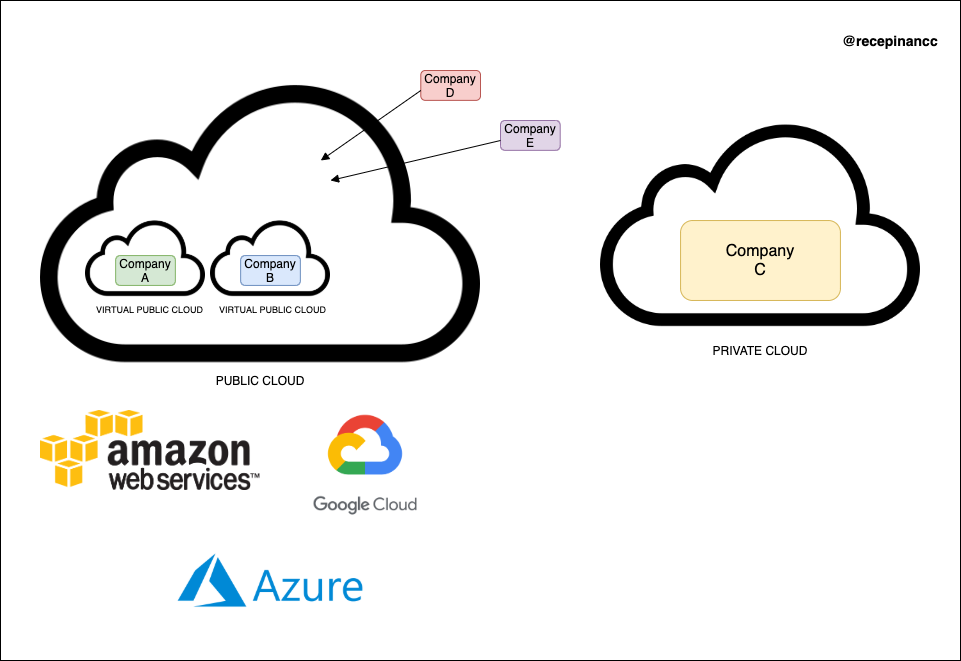 @recepinancc
Company
D
Company
E
Company
A
Company
B
VIRTUAL PUBLIC CLOUD
VIRTUAL PUBLIC CLOUD
PUBLIC CLOUD
Company
C
PRIVATE CLOUD
amazon
web services™
Google Cloud
Azure